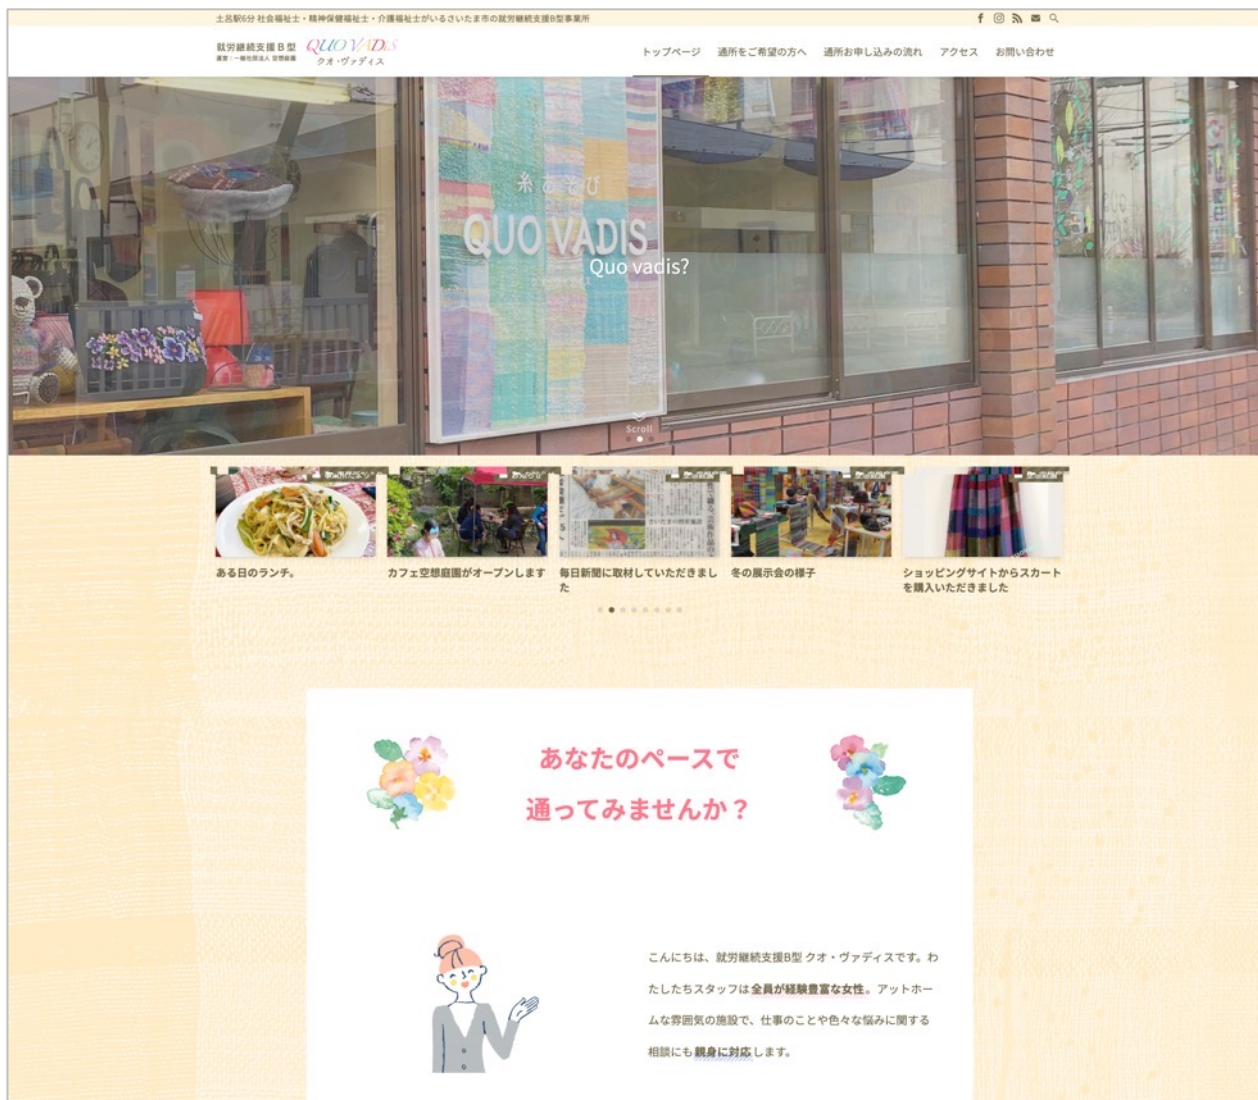 土呂駅6分 社会福祉士・精神保健福祉士・介護福祉士がいるさいたま市の就労継続支援B型事業所
就労継続支援B型
運営:一般社団法人 空想庭園
QUO VADIS
クオ・ヴァディス
トップページ 通所をご希望の方へ 通所お申し込みの流れ アクセス お問い合わせ
糸あそび
QUO VADIS
Quo vadis?
Scroll
ある日のランチ。
カフェ空想庭園がオープンします
毎日新聞に取材していただきまし
た
冬の展示会の様子
ショッピングサイトからスカート
を購入いただきました
あなたのペースで
通ってみませんか？
こんにちは、就労継続支援B型 クオ・ヴァディスです。わ
たしたちスタッフは全員が経験豊富な女性。アットホー
ムな雰囲気の施設で、仕事のことや色々な悩みに関する
相談にも親身に対応します。